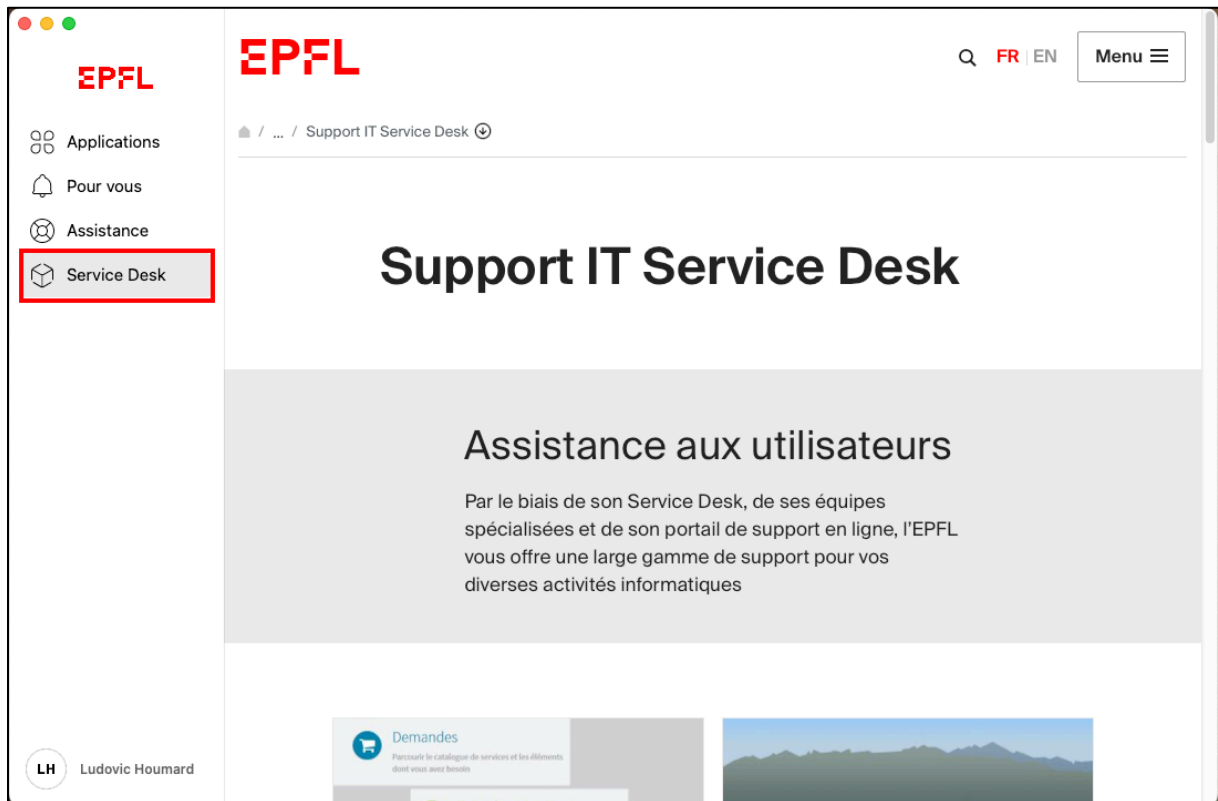 EPFL
Applications
Pour vous
Assistance
Service Desk
LH Ludovic Houmard
EPFL
FR | EN
Menu
/ ... / Support IT Service Desk
Support IT Service Desk
Assistance aux utilisateurs
Par le biais de son Service Desk, de ses équipes
spécialisées et de son portail de support en ligne, l'EPFL
vous offre une large gamme de support pour vos
diverses activités informatiques
Demandes
Parcourir le catalogue de services et les éléments
dont vous avez besoin